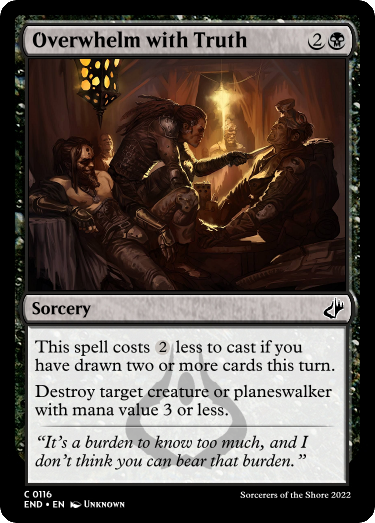 Overwhelm with Truth 2
Sorcery
This spell costs 2 less to cast if you
have drawn two or more cards this turn.
Destroy target creature or planeswalker
with mana value 3 or less.
“It’s a burden to know too much, and I
don’t think you can bear that burden.”
C 0116
END • EN Unknown
Sorcerers of the Shore 2022